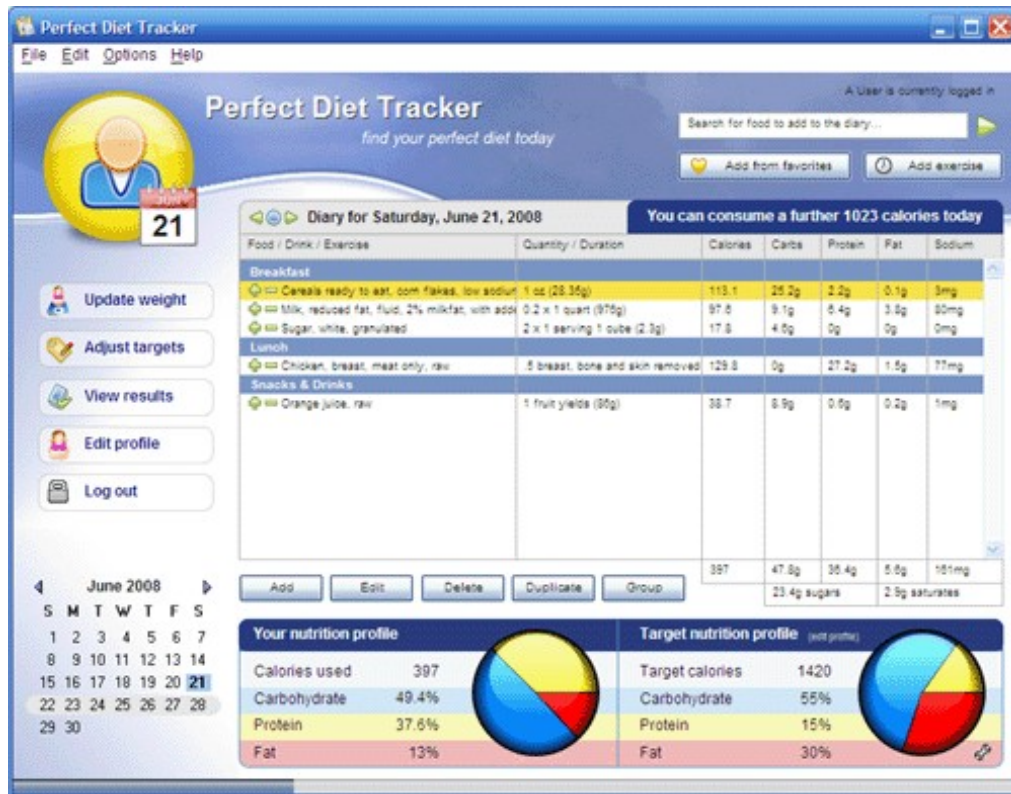 Perfect Diet Tracker
File Edit Options Help
A User is currently logged in
Perfect Diet Tracker
find your perfect diet today
Search for food to add to the diary...
Add from favorites Add exercise
JUN
21
Diary for Saturday, June 21, 2008 You can consume a further 1023 calories today
Food / Drink / Exercise Quantity / Duration Calories Carbs Protein Fat Sodium
Breakfast
Cereals ready to eat, corn flakes, low sodiur 1 oz (28.35g) 113.1 25.2g 2.2g 0.1g 3mg
Milk, reduced fat, fluid, 2% milkfat, with adde 0.2 x 1 quart (976g) 97.6 9.1g 6.4g 3.8g 80mg
Sugar, white, granulated 2 x 1 serving 1 cube (2.3g) 17.8 4.6g 0g 0g 0mg
Lunch
Chicken, breast, meat only, raw .5 breast, bone and skin removed 129.8 0g 27.2g 1.5g 77mg
Snacks & Drinks
Orange juice, raw 1 fruit yields (86g) 38.7 8.9g 0.6g 0.2g 1mg
397 47.8g 36.4g 5.6g 161mg
23.4g sugars 2.9g saturates
Add Edit Delete Duplicate Group
Update weight
Adjust targets
View results
Edit profile
Log out
June 2008
S M T W T F S
1 2 3 4 5 6 7
8 9 10 11 12 13 14
15 16 17 18 19 20 21
22 23 24 25 26 27 28
29 30
Your nutrition profile
Calories used 397
Carbohydrate 49.4%
Protein 37.6%
Fat 13%
Target nutrition profile (edit profile)
Target calories 1420
Carbohydrate 55%
Protein 15%
Fat 30%